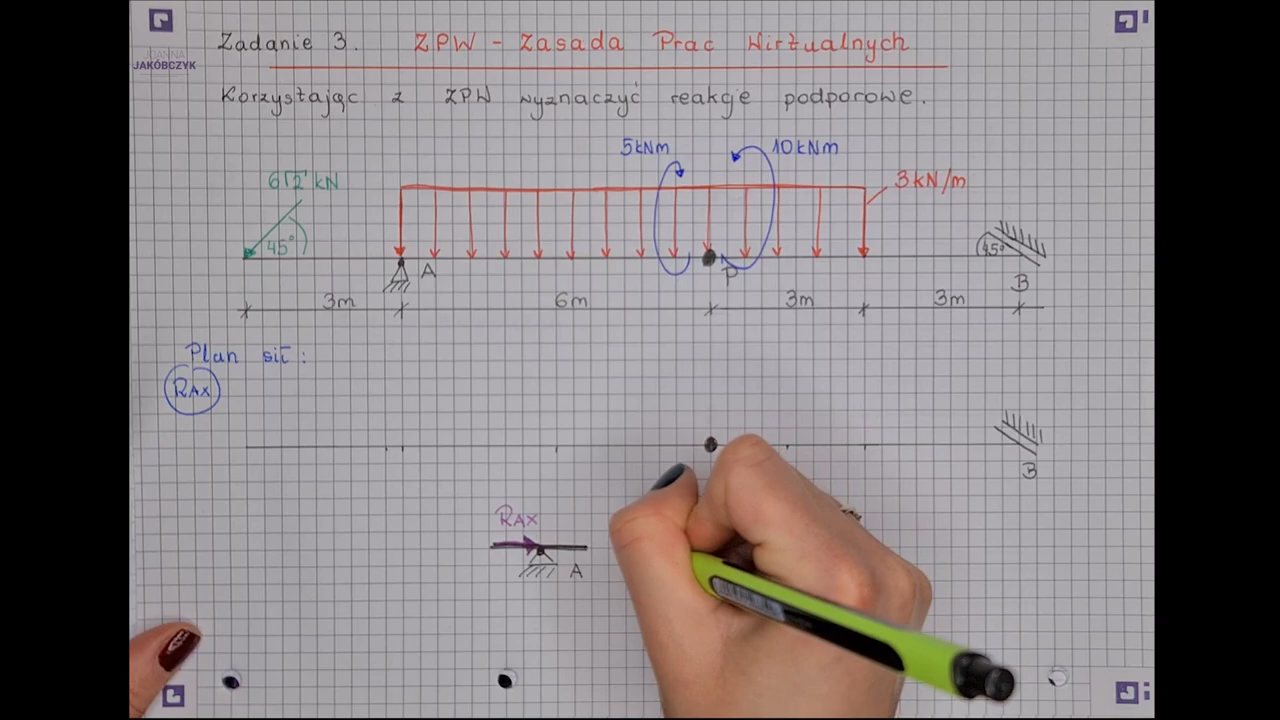 Zadanie 3. ZPW - Zasada Prac Wirtualnych
JOANNA
JAKÓBCZYK
Korzystając z ZPW wyznaczyć reakcje podporowe.
5kNm 10kNm
6√2 kN 3kN/m
45° 45°
A P B
3m 6m 3m 3m
Plan sił:
RAX
B
RAX
A